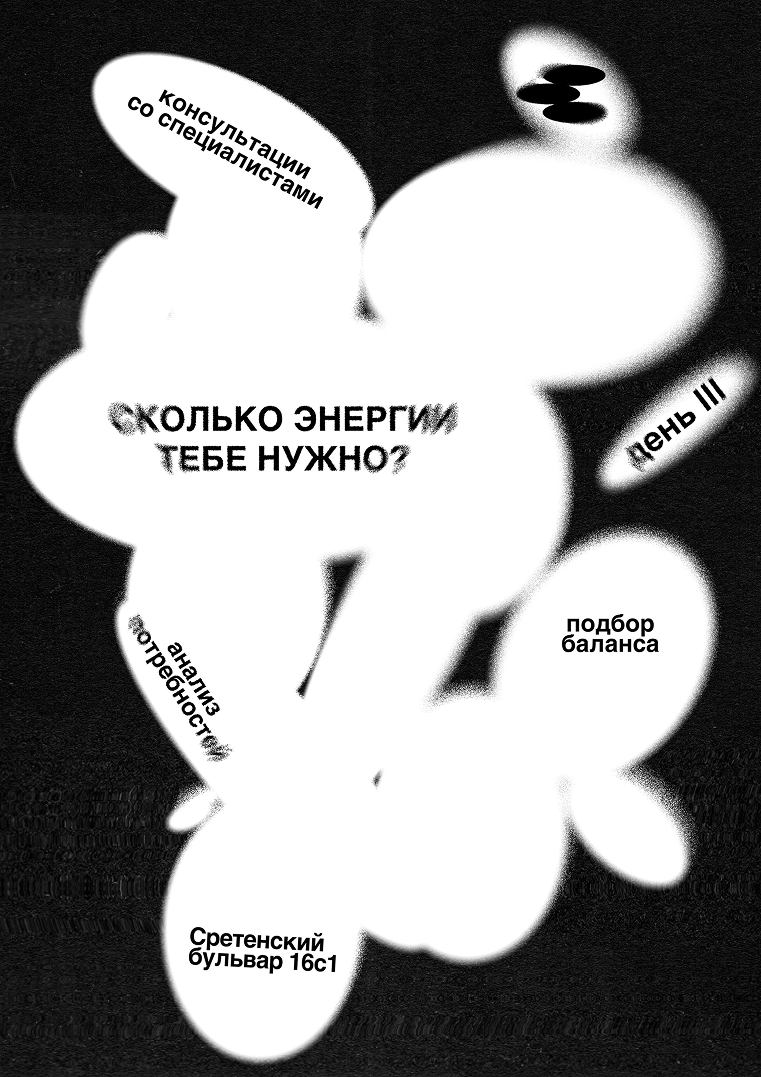 консультации
со специалистами
день III
СКОЛЬКО ЭНЕРГИИ
ТЕБЕ НУЖНО?
подбор
баланса
анализ
потребностей
Сретенский
бульвар 16с1